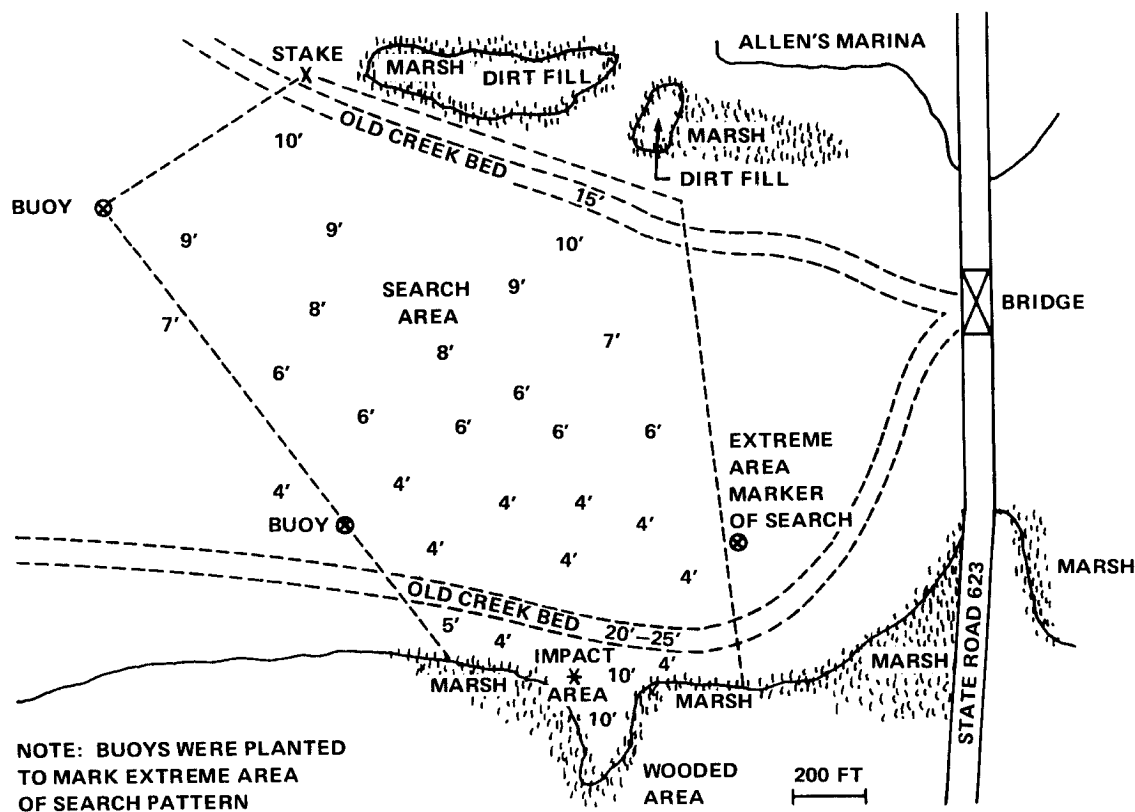 ALLEN'S MARINA
STAKE
X
MARSH
DIRT FILL
OLD CREEK BED
10'
MARSH
DIRT FILL
BUOY
15'
9'
9'
10'
SEARCH
AREA
9'
8'
7'
8'
7'
BRIDGE
6'
6'
6'
6'
6'
6'
EXTREME
AREA
MARKER
OF SEARCH
4'
4'
4'
4'
4'
BUOY
4'
4'
4'
MARSH
OLD CREEK BED
20'–25'
5'
4'
IMPACT
AREA
10'
4'
10'
MARSH
MARSH
MARSH
STATE ROAD 623
NOTE: BUOYS WERE PLANTED
TO MARK EXTREME AREA
OF SEARCH PATTERN
WOODED
AREA
200 FT